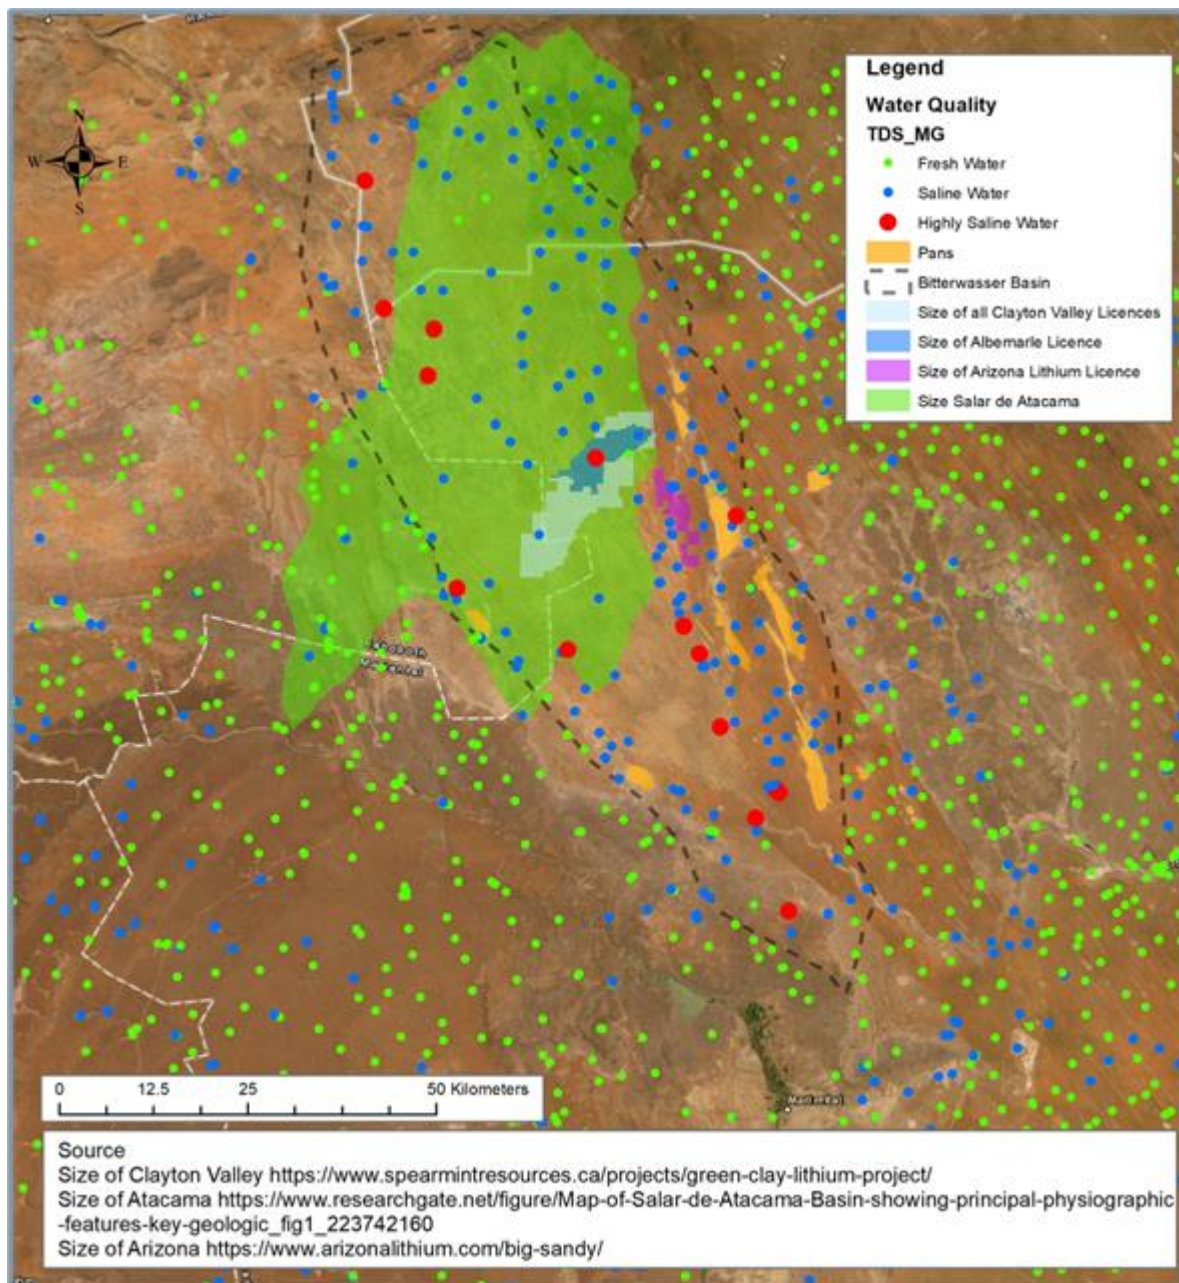 N
W E
S
Legend
Water Quality
TDS_MG
Fresh Water
Saline Water
Highly Saline Water
Pans
Bitterwasser Basin
Size of all Clayton Valley Licences
Size of Albemarle Licence
Size of Arizona Lithium Licence
Size Salar de Atacama
0 12.5 25 50 Kilometers
Source
Size of Clayton Valley https://www.spearmintresources.ca/projects/green-clay-lithium-project/
Size of Atacama https://www.researchgate.net/figure/Map-of-Salar-de-Atacama-Basin-showing-principal-physiographic
-features-key-geologic_fig1_223742160
Size of Arizona https://www.arizonalithium.com/big-sandy/